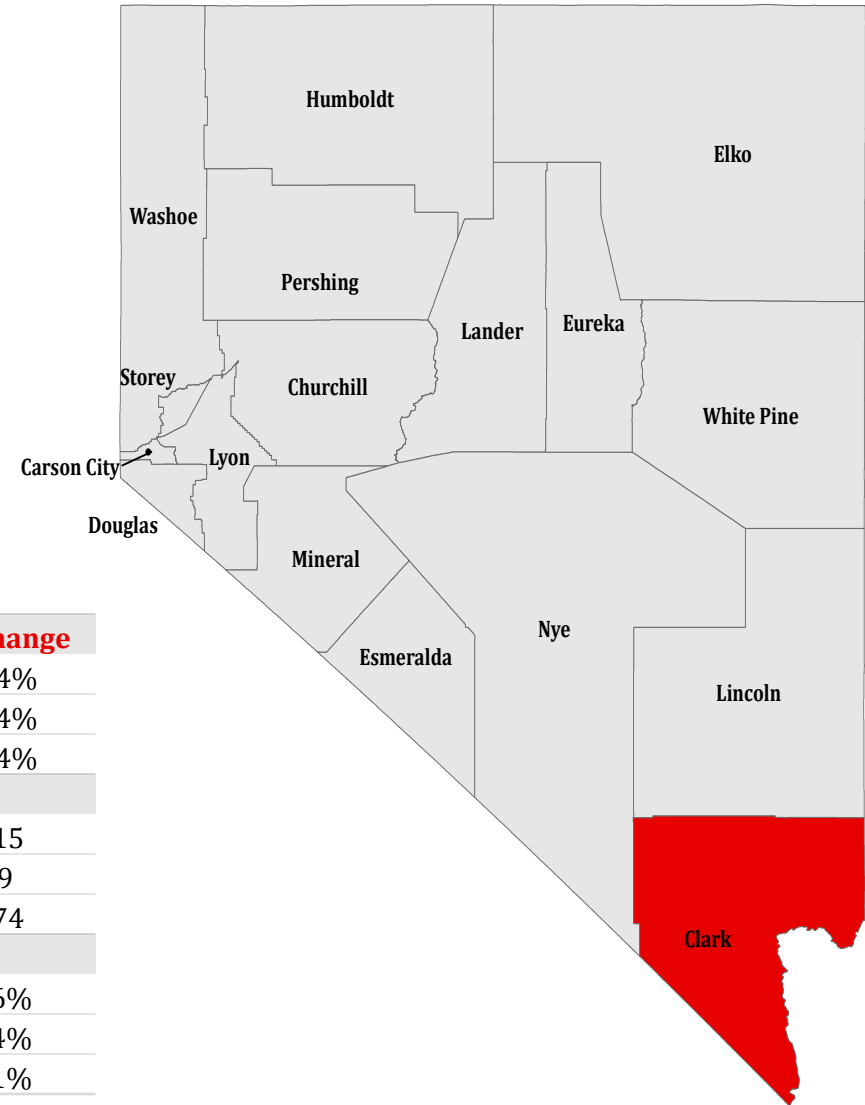 Humboldt
Elko
Washoe
Pershing
Eureka
Lander
Storey
Churchill
White Pine
Lyon
Carson City
Douglas
Mineral
Nye
Esmeralda
Lincoln
Clark
hange
4%
4%
4%
15
9
74
6%
4%
1%